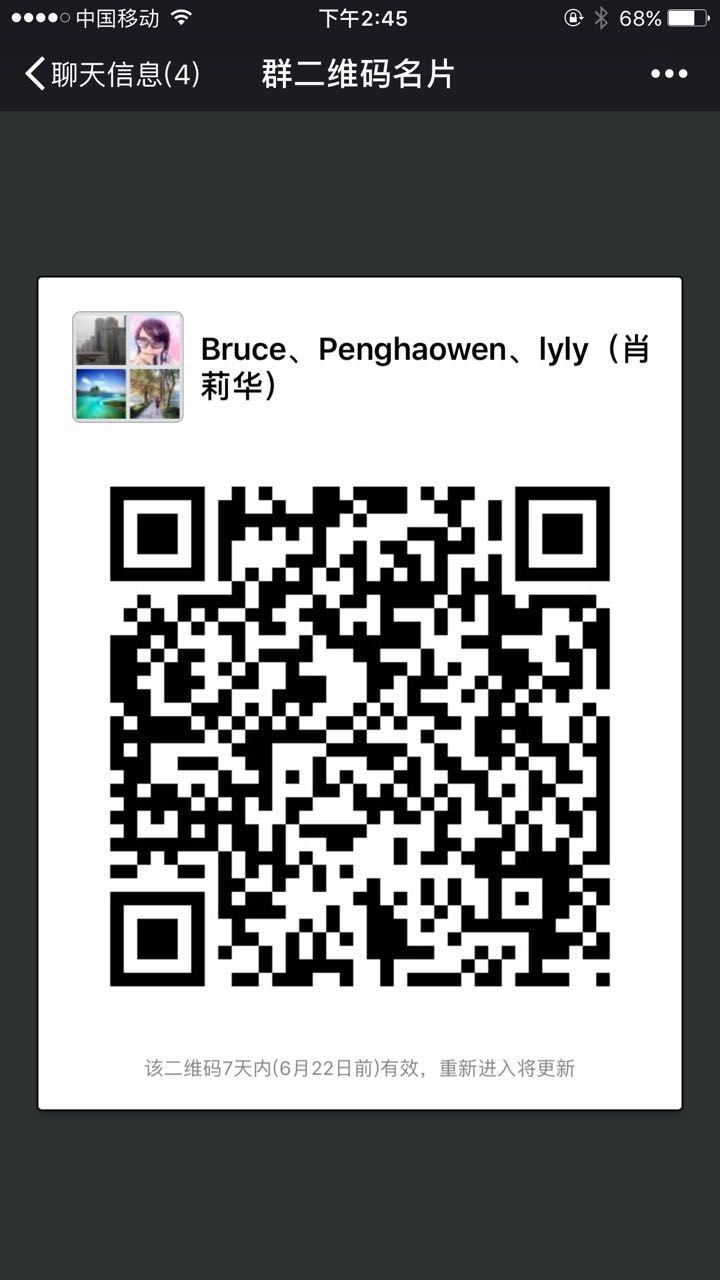 中国移动 下午2:45 68%
聊天信息(4) 群二维码名片
Bruce、Penghaowen、lyly（肖
莉华）
该二维码7天内(6月22日前)有效，重新进入将更新